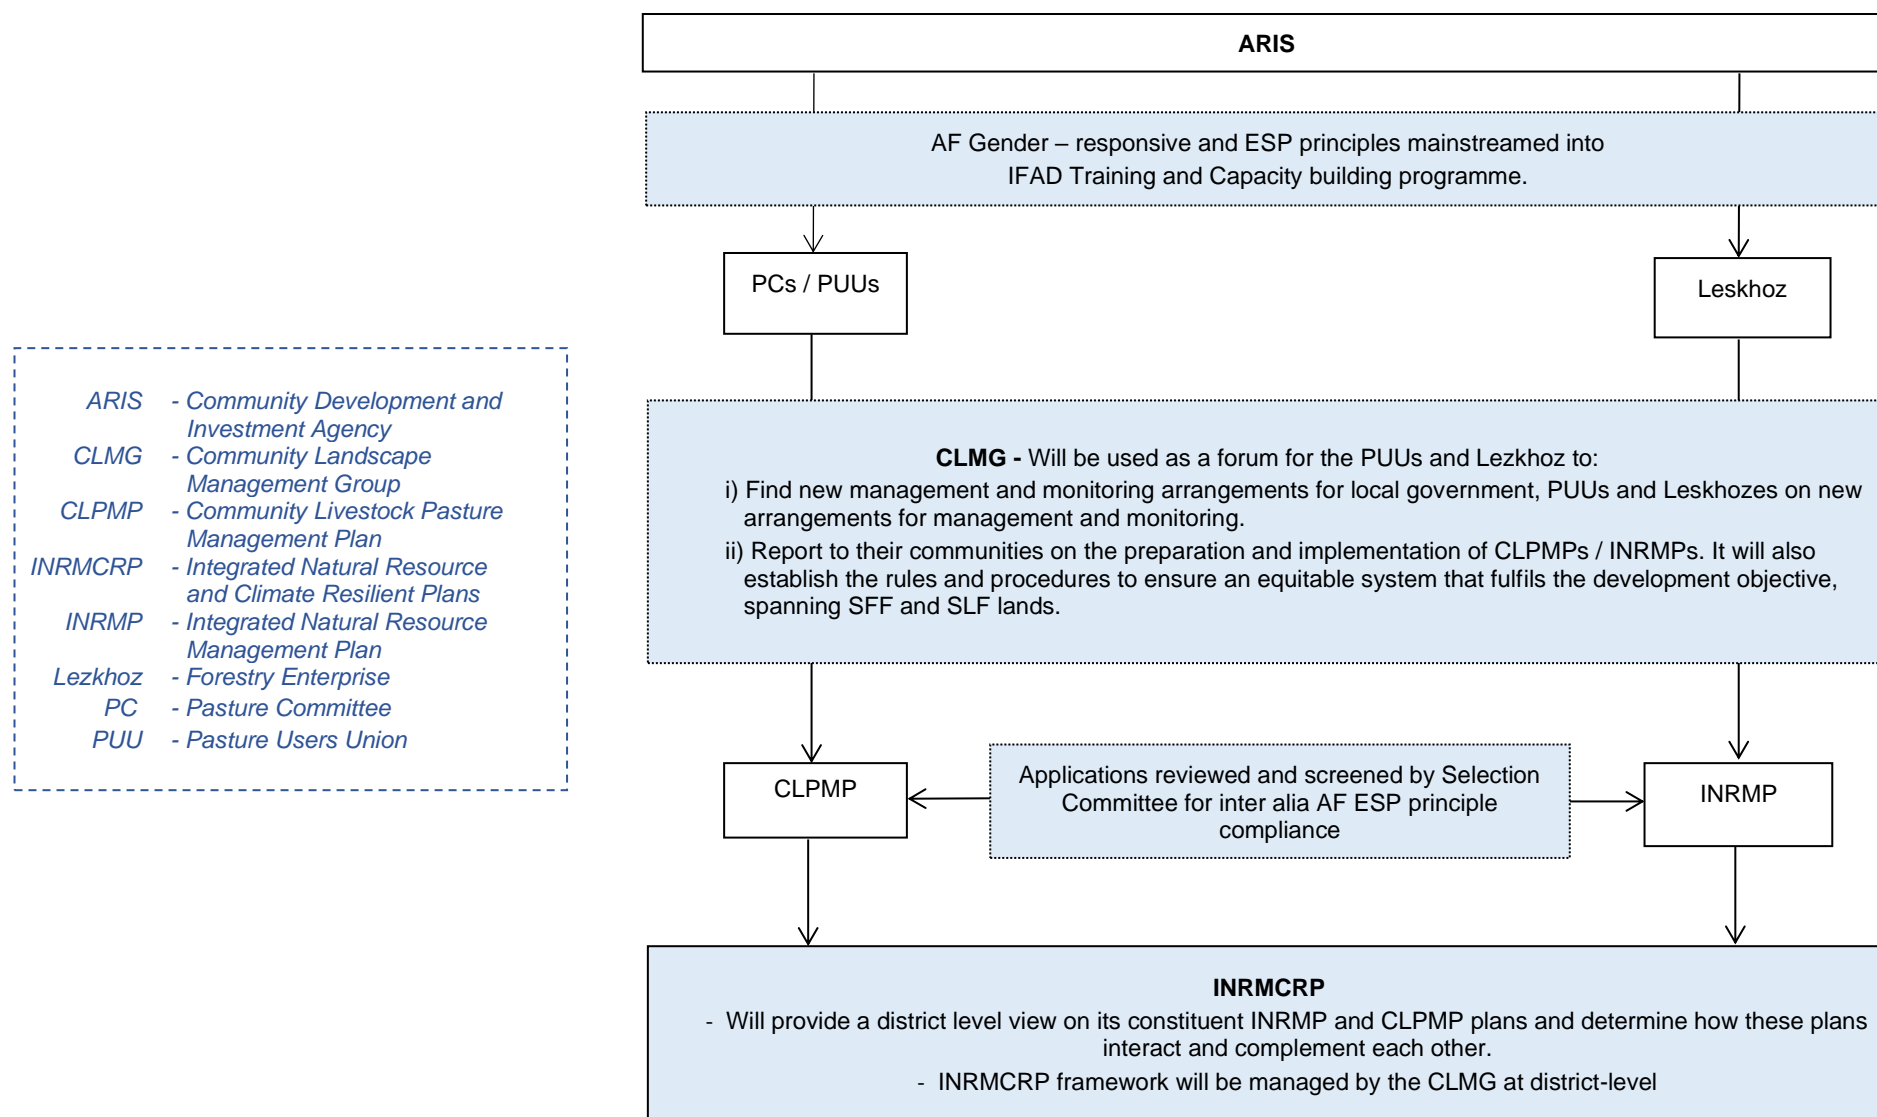 ARIS
AF Gender – responsive and ESP principles mainstreamed into
IFAD Training and Capacity building programme.
PCs / PUUs
Leskhoz
ARIS - Community Development and
Investment Agency
CLMG - Community Landscape
Management Group
CLPMP - Community Livestock Pasture
Management Plan
INRMCRP - Integrated Natural Resource
and Climate Resilient Plans
INRMP - Integrated Natural Resource
Management Plan
Lezkhoz - Forestry Enterprise
PC - Pasture Committee
PUU - Pasture Users Union
CLMG - Will be used as a forum for the PUUs and Lezkhoz to:
i) Find new management and monitoring arrangements for local government, PUUs and Leskhozes on new
arrangements for management and monitoring.
ii) Report to their communities on the preparation and implementation of CLPMPs / INRMPs. It will also
establish the rules and procedures to ensure an equitable system that fulfils the development objective,
spanning SFF and SLF lands.
CLPMP
Applications reviewed and screened by Selection
Committee for inter alia AF ESP principle
compliance
INRMP
INRMCRP
- Will provide a district level view on its constituent INRMP and CLPMP plans and determine how these plans
interact and complement each other.
- INRMCRP framework will be managed by the CLMG at district-level